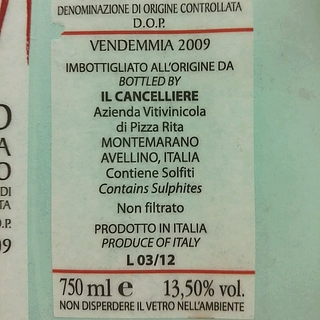 DENOMINAZIONE DI ORIGINE CONTROLLATA
D.O.P.
VENDEMMIA 2009
IMBOTTIGLIATO ALL'ORIGINE DA
BOTTLED BY
IL CANCELLIERE
Azienda Vitivinicola
di Pizza Rita
MONTEMARANO
AVELLINO, ITALIA
Contiene Solfiti
Contains Sulphites
Non filtrato
PRODOTTO IN ITALIA
PRODUCE OF ITALY
L 03/12
750 ml e 13,50% vol.
NON DISPERDERE IL VETRO NELL'AMBIENTE